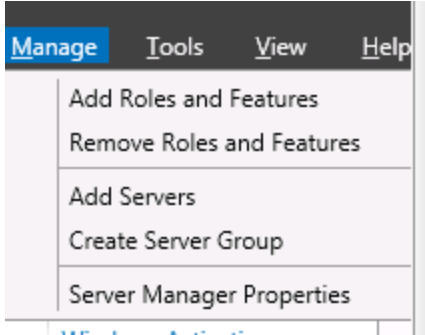 Manage Tools View Help
Add Roles and Features
Remove Roles and Features
Add Servers
Create Server Group
Server Manager Properties